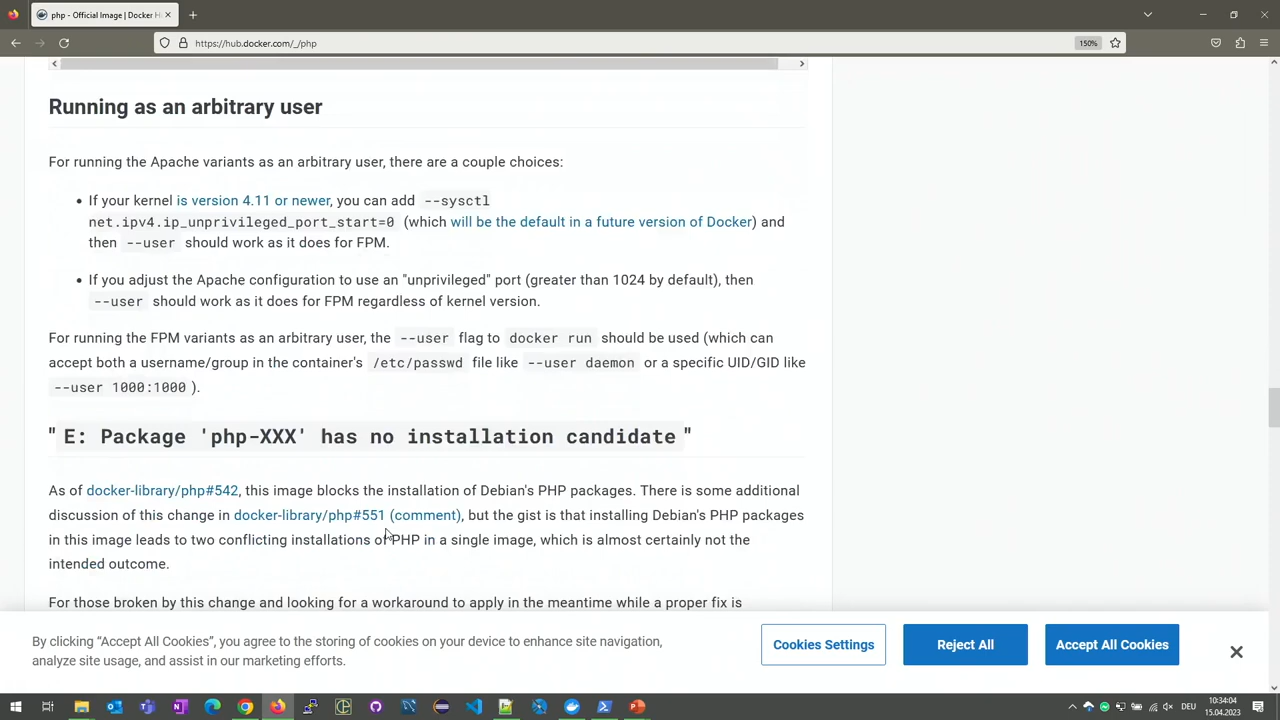 php - Official Image | Docker H
https://hub.docker.com/_/php
150%
Running as an arbitrary user
For running the Apache variants as an arbitrary user, there are a couple choices:
• If your kernel is version 4.11 or newer, you can add --sysctl
net.ipv4.ip_unprivileged_port_start=0 (which will be the default in a future version of Docker) and
then --user should work as it does for FPM.
• If you adjust the Apache configuration to use an "unprivileged" port (greater than 1024 by default), then
--user should work as it does for FPM regardless of kernel version.
For running the FPM variants as an arbitrary user, the --user flag to docker run should be used (which can
accept both a username/group in the container's /etc/passwd file like --user daemon or a specific UID/GID like
--user 1000:1000 ).
" E: Package 'php-XXX' has no installation candidate "
As of docker-library/php#542, this image blocks the installation of Debian's PHP packages. There is some additional
discussion of this change in docker-library/php#551 (comment), but the gist is that installing Debian's PHP packages
in this image leads to two conflicting installations of PHP in a single image, which is almost certainly not the
intended outcome.
For those broken by this change and looking for a workaround to apply in the meantime while a proper fix is
By clicking “Accept All Cookies”, you agree to the storing of cookies on your device to enhance site navigation,
analyze site usage, and assist in our marketing efforts.
Cookies Settings
Reject All
Accept All Cookies
DEU
10:34:04
15.04.2023